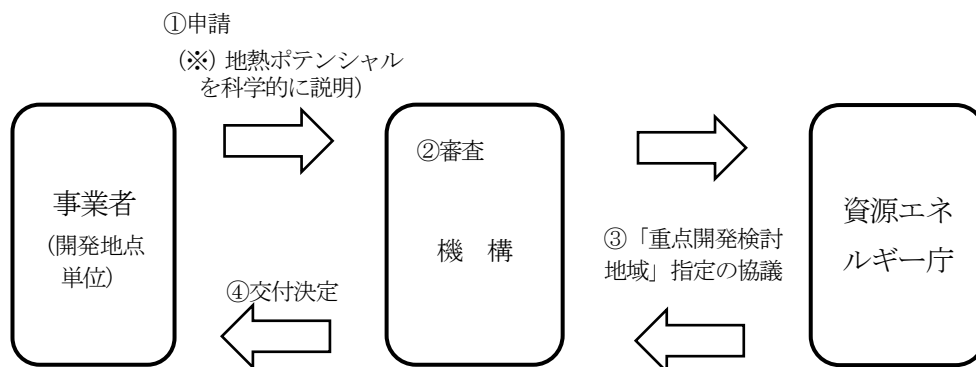 ①申請
(※) 地熱ポテンシャル
を科学的に説明)
事業者
(開発地点
単位)
②審査
機　構
③「重点開発検討
地域」指定の協議
④交付決定
資源エネ
ルギー庁